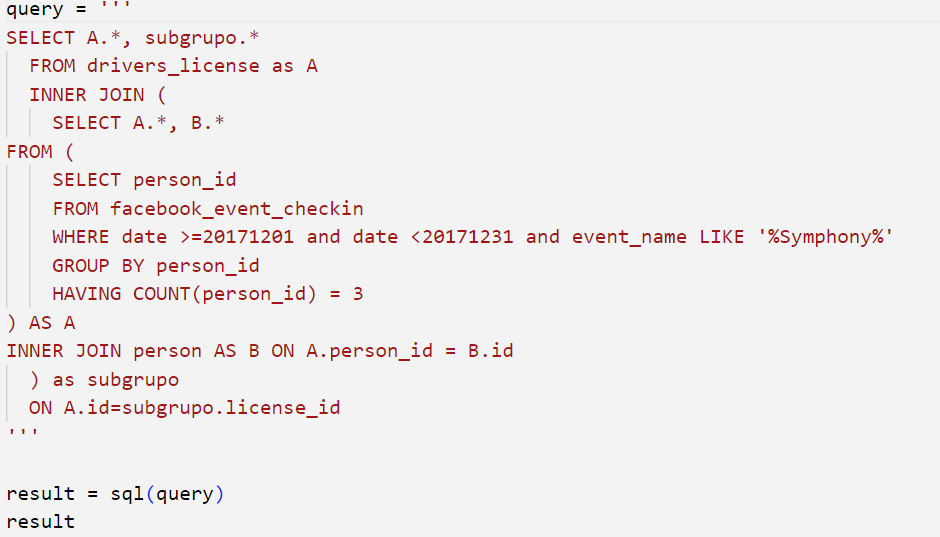 query = '''
SELECT A.*, subgrupo.*
  FROM drivers_license as A
  INNER JOIN (
    SELECT A.*, B.*
FROM (
    SELECT person_id
    FROM facebook_event_checkin
    WHERE date >=20171201 and date <20171231 and event_name LIKE '%Symphony%'
    GROUP BY person_id
    HAVING COUNT(person_id) = 3
) AS A
INNER JOIN person AS B ON A.person_id = B.id
  ) as subgrupo
  ON A.id=subgrupo.license_id
'''
result = sql(query)
result